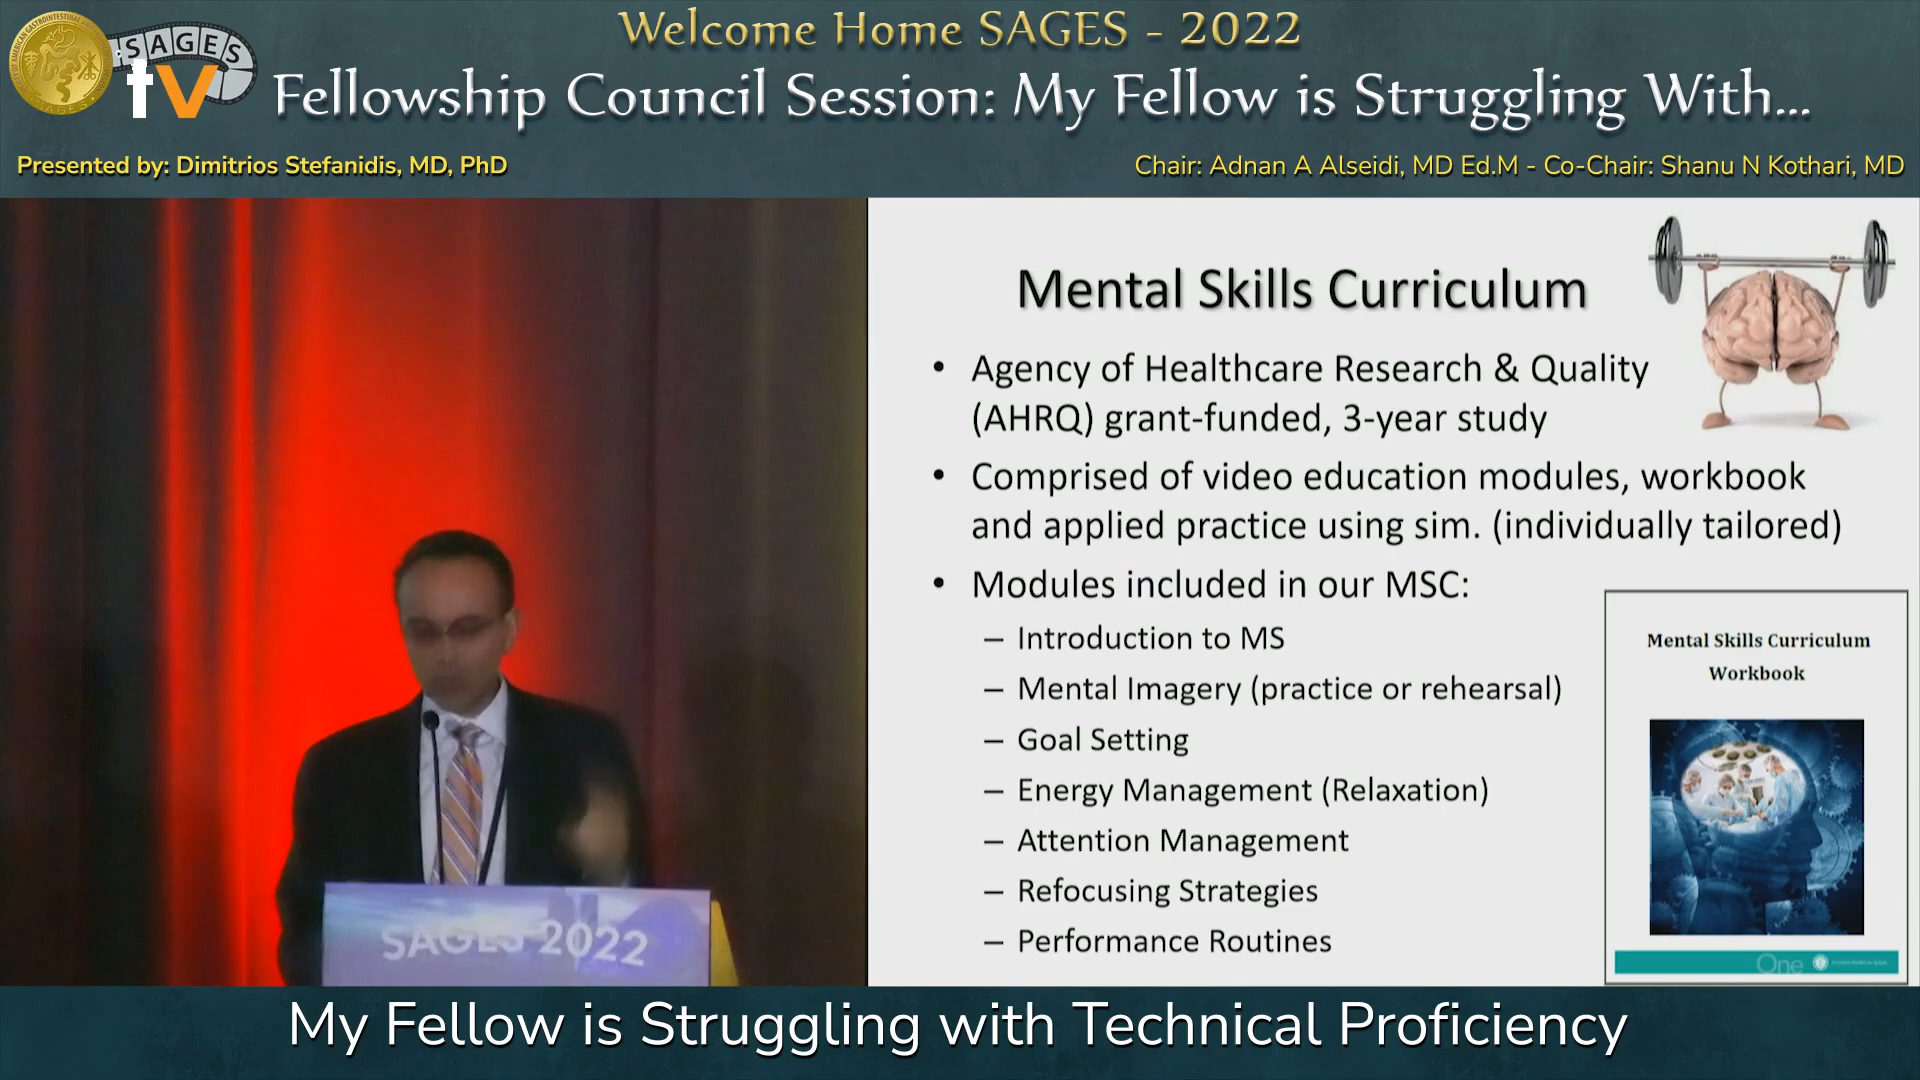 Welcome Home SAGES - 2022
SAGES
tv
Fellowship Council Session: My Fellow is Struggling With...
Presented by: Dimitrios Stefanidis, MD, PhD
Chair: Adnan A Alseidi, MD Ed.M - Co-Chair: Shanu N Kothari, MD
Mental Skills Curriculum
• Agency of Healthcare Research & Quality
(AHRQ) grant-funded, 3-year study
• Comprised of video education modules, workbook
and applied practice using sim. (individually tailored)
• Modules included in our MSC:
– Introduction to MS
– Mental Imagery (practice or rehearsal)
– Goal Setting
– Energy Management (Relaxation)
– Attention Management
– Refocusing Strategies
– Performance Routines
Mental Skills Curriculum
Workbook
One
SAGES 2022
My Fellow is Struggling with Technical Proficiency